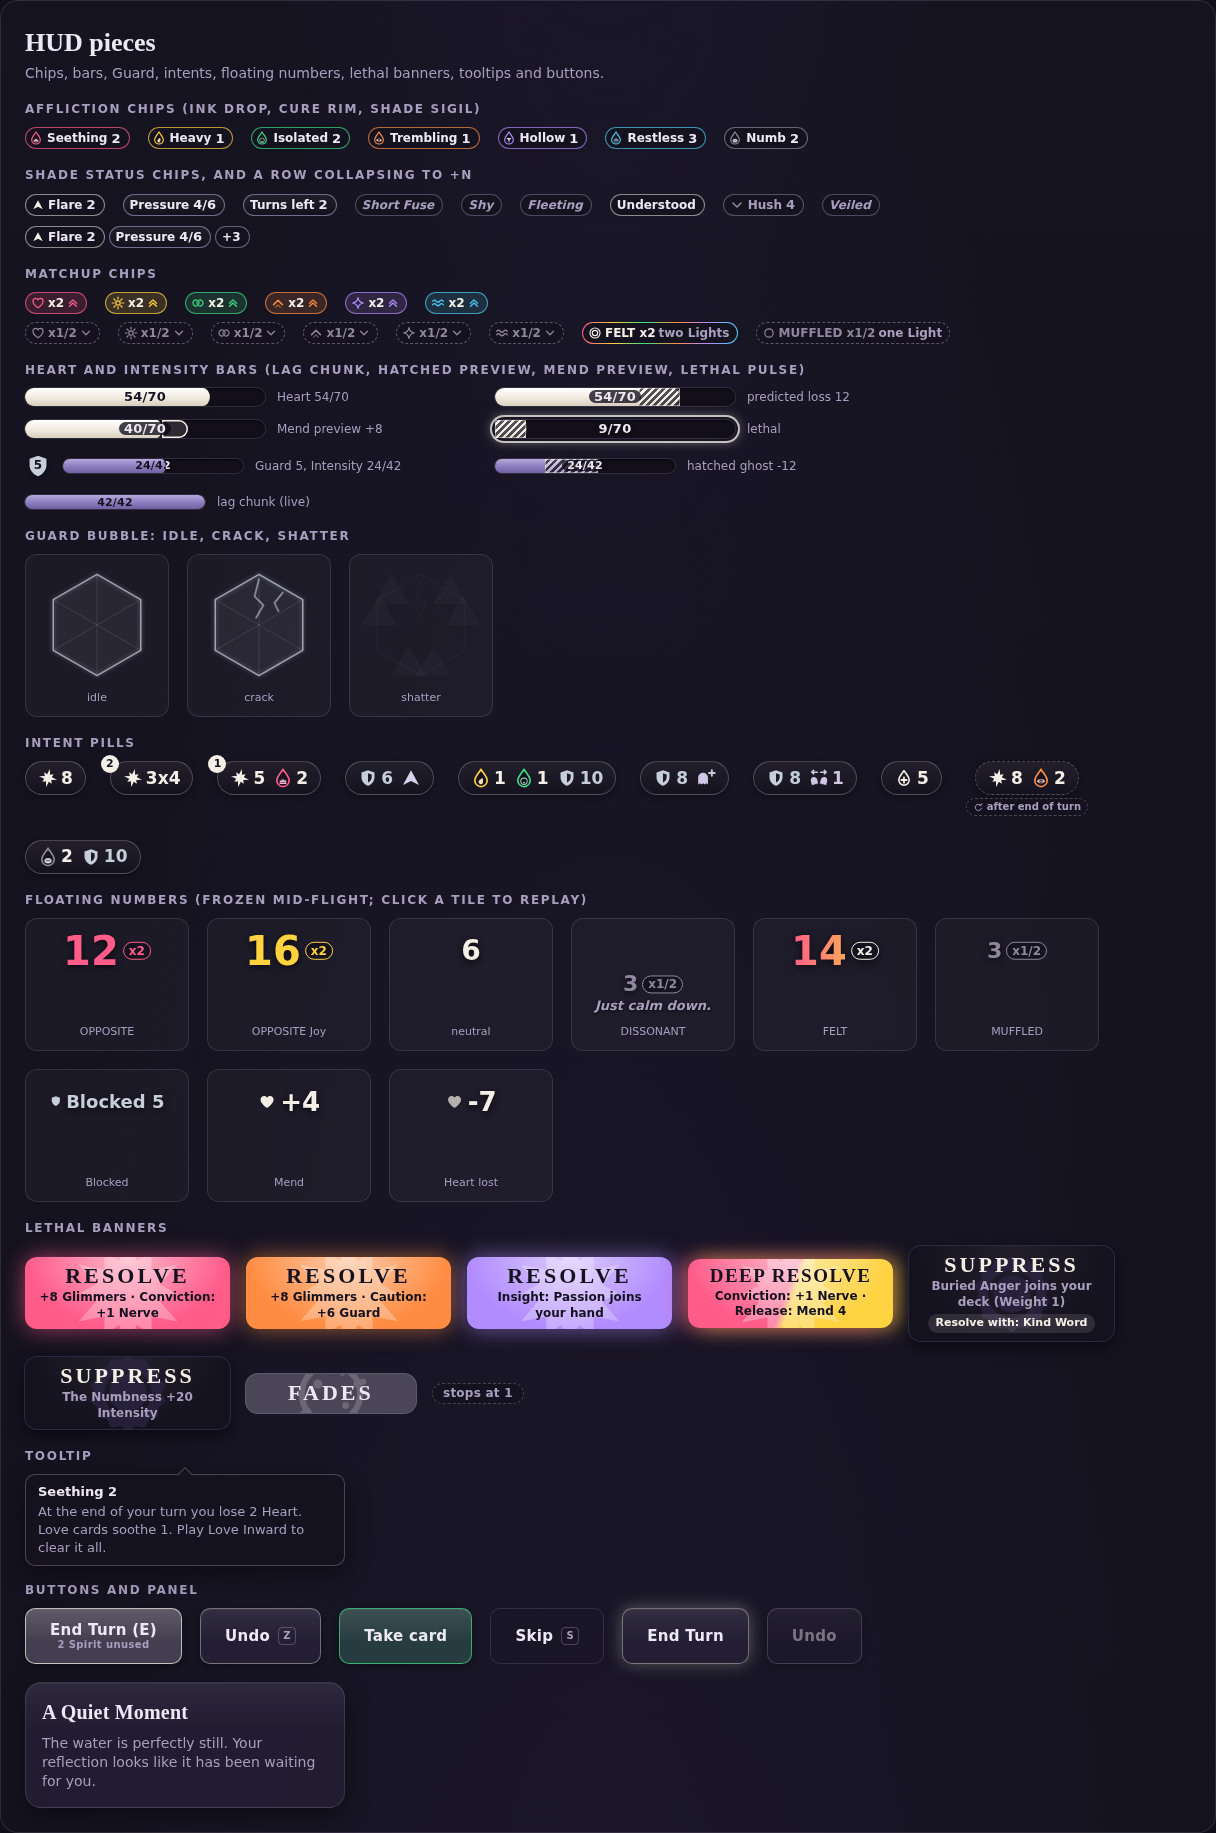 HUD pieces
Chips, bars, Guard, intents, floating numbers, lethal banners, tooltips and buttons.
AFFLICTION CHIPS (INK DROP, CURE RIM, SHADE SIGIL)
Seething 2 Heavy 1 Isolated 2 Trembling 1 Hollow 1 Restless 3 Numb 2
SHADE STATUS CHIPS, AND A ROW COLLAPSING TO +N
Flare 2 Pressure 4/6 Turns left 2 Short Fuse Shy Fleeting Understood Hush 4 Veiled
Flare 2 Pressure 4/6 +3
MATCHUP CHIPS
x2 x2 x2 x2 x2 x2
x1/2 x1/2 x1/2 x1/2 x1/2 x1/2 FELT x2 two Lights MUFFLED x1/2 one Light
HEART AND INTENSITY BARS (LAG CHUNK, HATCHED PREVIEW, MEND PREVIEW, LETHAL PULSE)
54/70 Heart 54/70 54/70 predicted loss 12
40/70 Mend preview +8 9/70 lethal
5 24/42 Guard 5, Intensity 24/42 24/42 hatched ghost -12
42/42 lag chunk (live)
GUARD BUBBLE: IDLE, CRACK, SHATTER
idle crack shatter
INTENT PILLS
8 2 3x4 1 5 2 6 1 1 10 8 8 1 5 8 2
after end of turn
2 10
FLOATING NUMBERS (FROZEN MID-FLIGHT; CLICK A TILE TO REPLAY)
12 x2 16 x2 6 14 x2 3 x1/2
3 x1/2
Just calm down.
OPPOSITE OPPOSITE Joy neutral DISSONANT FELT MUFFLED
Blocked 5 +4 -7
Blocked Mend Heart lost
LETHAL BANNERS
RESOLVE
+8 Glimmers · Conviction:
+1 Nerve
RESOLVE
+8 Glimmers · Caution:
+6 Guard
RESOLVE
Insight: Passion joins
your hand
DEEP RESOLVE
Conviction: +1 Nerve ·
Release: Mend 4
SUPPRESS
Buried Anger joins your
deck (Weight 1)
Resolve with: Kind Word
SUPPRESS
The Numbness +20
Intensity
FADES
stops at 1
TOOLTIP
Seething 2
At the end of your turn you lose 2 Heart.
Love cards soothe 1. Play Love Inward to
clear it all.
BUTTONS AND PANEL
End Turn (E)
2 Spirit unused
Undo Z
Take card
Skip S
End Turn
Undo
A Quiet Moment
The water is perfectly still. Your
reflection looks like it has been waiting
for you.